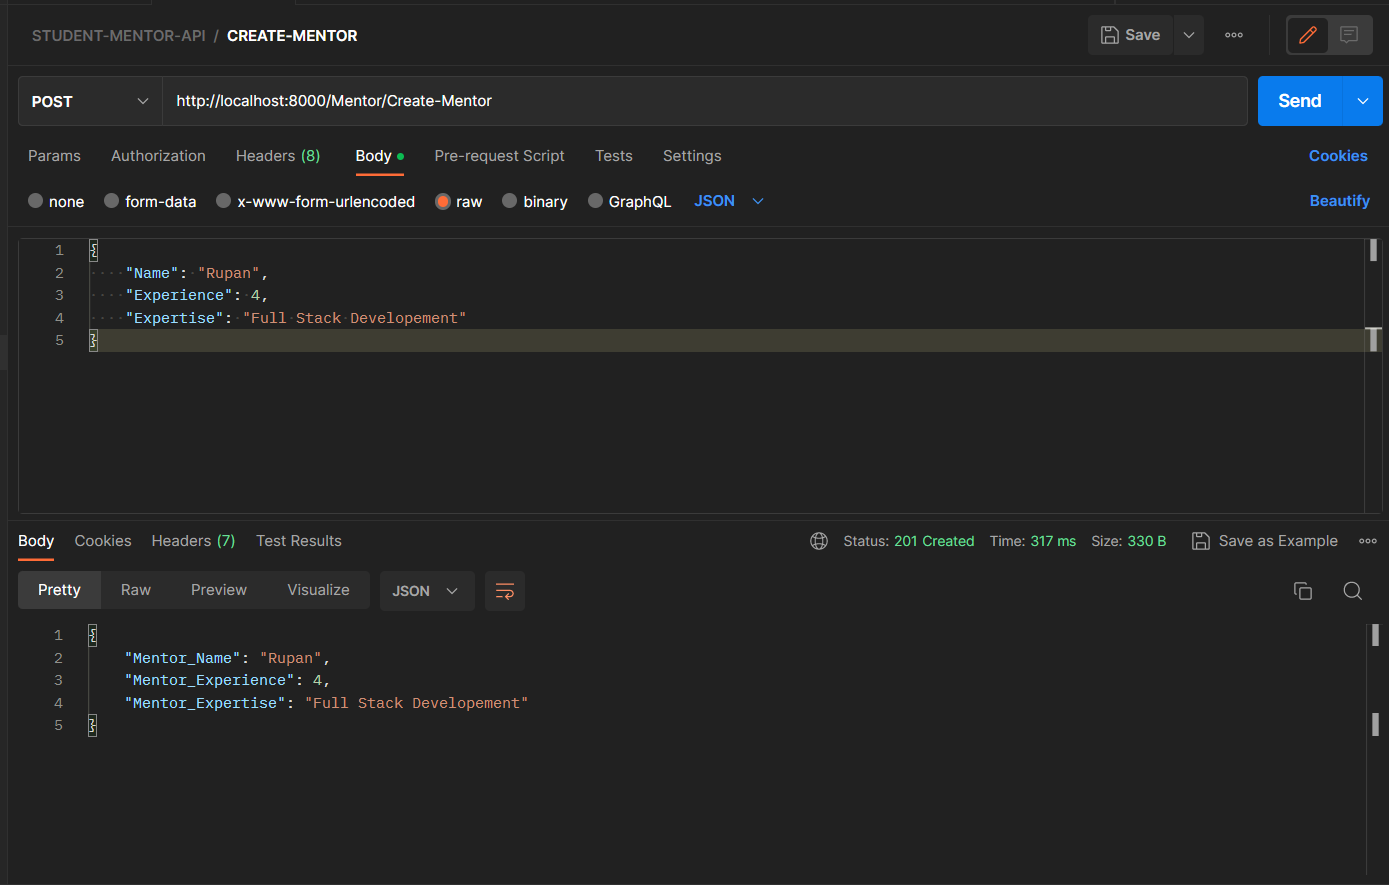 STUDENT-MENTOR-API / CREATE-MENTOR
Save
POST http://localhost:8000/Mentor/Create-Mentor Send
Params Authorization Headers (8) Body Pre-request Script Tests Settings Cookies
none form-data x-www-form-urlencoded raw binary GraphQL JSON Beautify
1 {
2 "Name": "Rupan",
3 "Experience": 4,
4 "Expertise": "Full Stack Developement"
5 }
Body Cookies Headers (7) Test Results Status: 201 Created Time: 317 ms Size: 330 B Save as Example
Pretty Raw Preview Visualize JSON
1 {
2 "Mentor_Name": "Rupan",
3 "Mentor_Experience": 4,
4 "Mentor_Expertise": "Full Stack Developement"
5 }